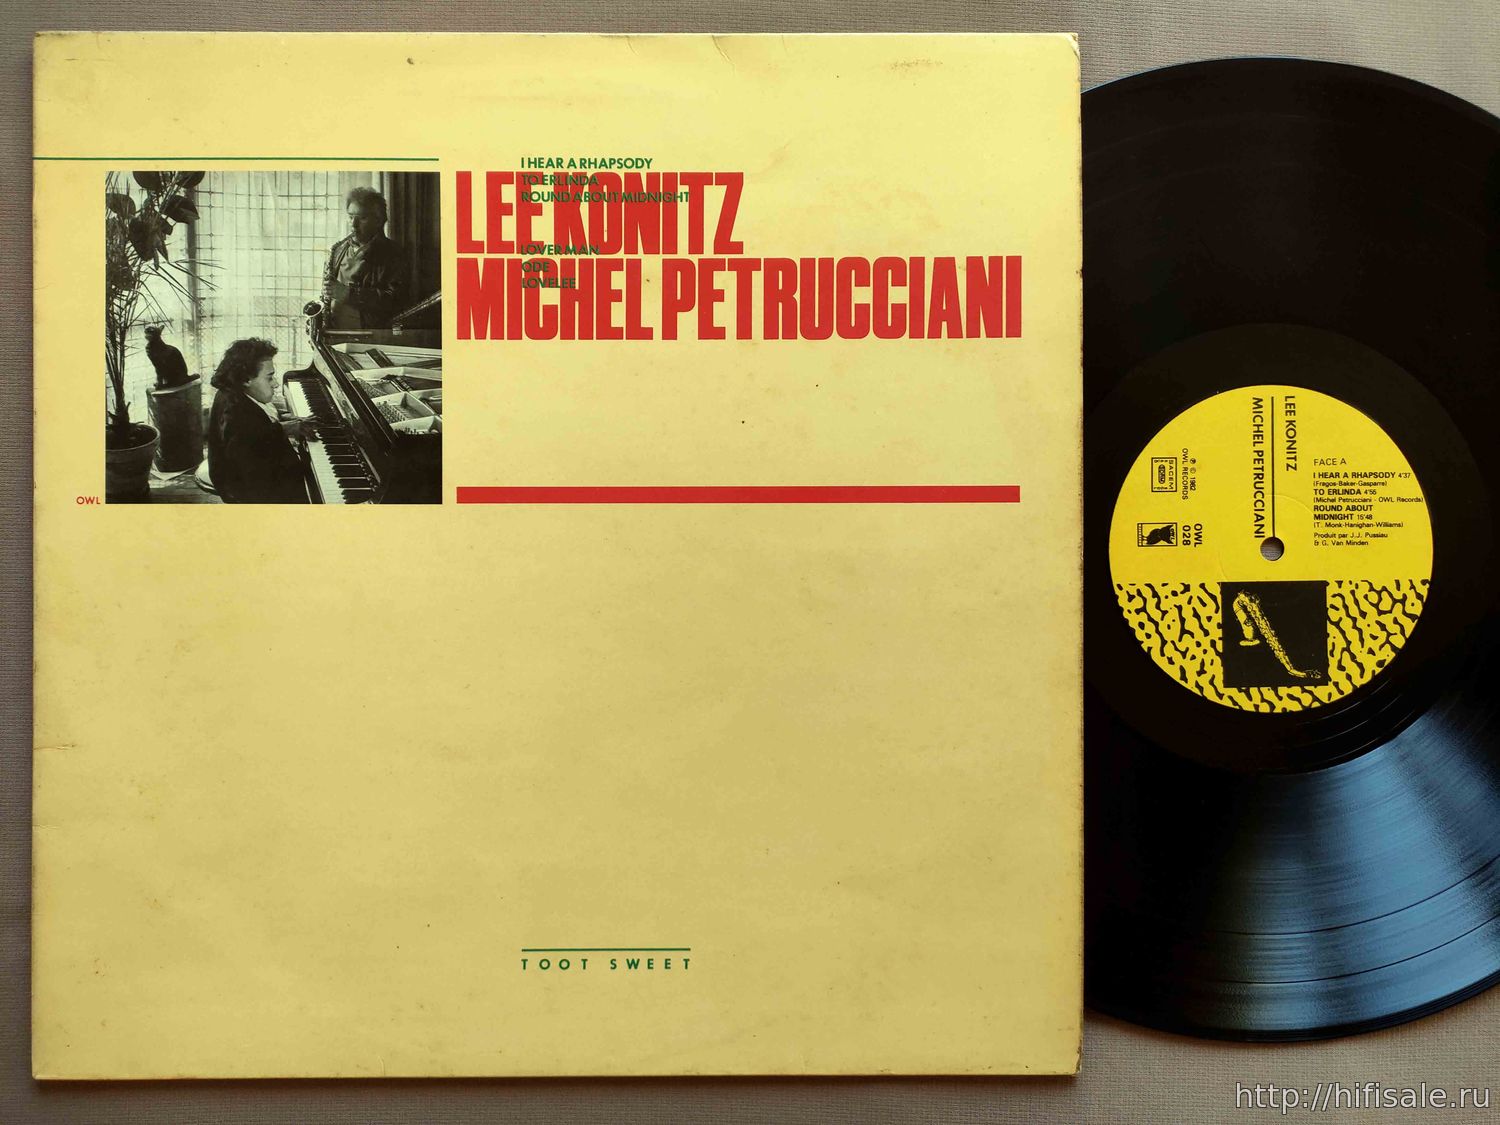 I HEAR A RHAPSODY
TO ERLINDA
ROUND ABOUT MIDNIGHT
LEE KONITZ
LOVER MAN
ODE
LOVELEE
MICHEL PETRUCCIANI
OWL
TOOT SWEET
LEE KONITZ
MICHEL PETRUCCIANI
FACE A
I HEAR A RHAPSODY 4'37
(Fragos-Baker-Gasparre)
TO ERLINDA 4'55
(Michel Petrucciani - OWL Records)
ROUND ABOUT
MIDNIGHT 15'48
(T. Monk-Hanighan-Williams)
Produit par J.J. Pussiau
& G. Van Minden
℗ © 1982
OWL RECORDS
SACEM
OWL
028
http://hifisale.ru